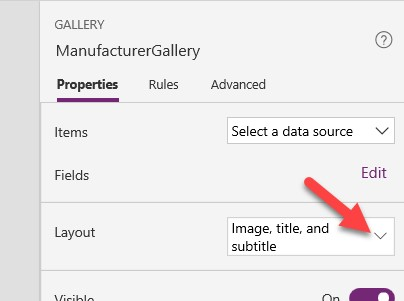 GALLERY
ManufacturerGallery
?
Properties Rules Advanced
Items Select a data source
Fields Edit
Layout Image, title, and
subtitle
Visible On